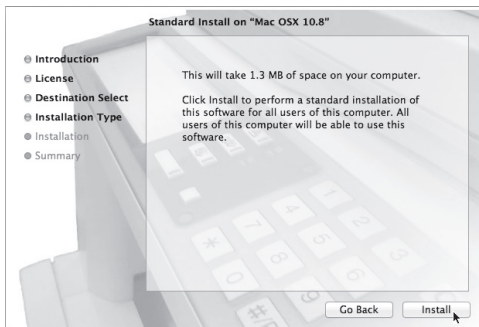 Standard Install on “Mac OSX 10.8”
Introduction
License
Destination Select
Installation Type
Installation
Summary
This will take 1.3 MB of space on your computer.
Click Install to perform a standard installation of
this software for all users of this computer. All
users of this computer will be able to use this
software.
Go Back
Install